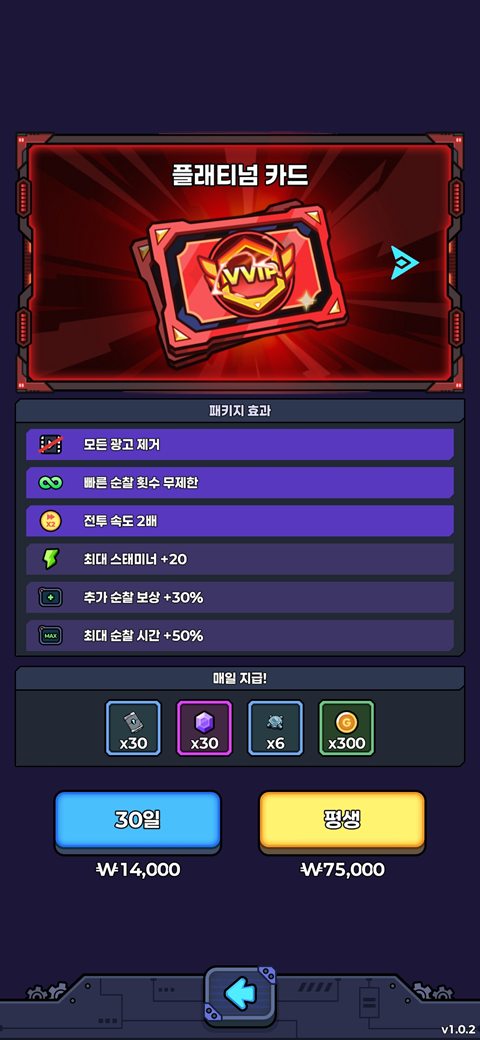 플래티넘 카드
VVIP
패키지 효과
모든 광고 제거
빠른 순찰 횟수 무제한
X2
전투 속도 2배
최대 스태미너 +20
추가 순찰 보상 +30%
MAX
최대 순찰 시간 +50%
매일 지급!
G
x30 x30 x6 x300
30일 평생
₩14,000 ₩75,000
v1.0.2